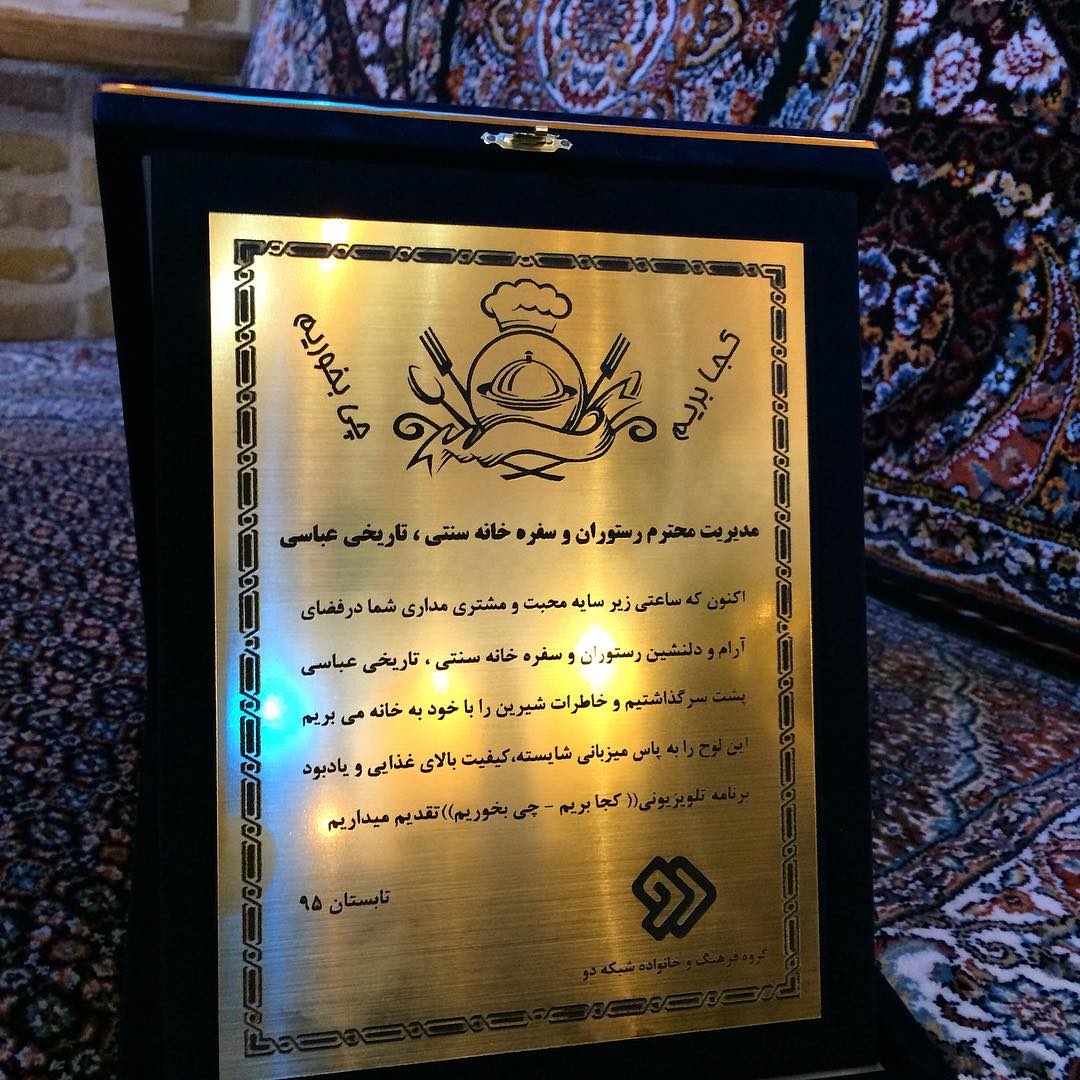 کجا بریم
چی بخوریم
مدیریت محترم رستوران و سفره خانه سنتی ، تاریخی عباسی
اکنون که ساعتی زیر سایه محبت و مشتری مداری شما درفضای
آرام و دلنشین رستوران و سفره خانه سنتی ، تاریخی عباسی
پشت سرگذاشتیم و خاطرات شیرین را با خود به خانه می بریم
این لوح را به پاس میزبانی شایسته،کیفیت بالای غذایی و یادبود
برنامه تلویزیونی(( کجا بریم - چی بخوریم))تقدیم میداریم
تابستان ۹۵
گروه فرهنگ و خانواده شبکه دو